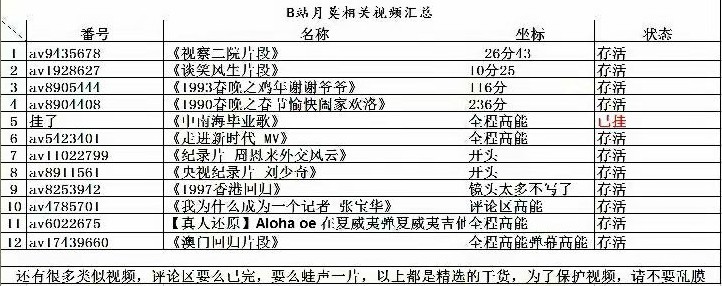 B站月莫相关视频汇总
番号 名称 坐标 状态
1 av9435678 《视察二院片段》 26分43 存活
2 av1928627 《谈笑风生片段》 10分25 存活
3 av8905444 《1993春晚之鸡年谢谢爷爷》 116分 存活
4 av8904408 《1990春晚之春节愉快阖家欢洛》 236分 存活
5 挂了 《中南海毕业歌》 全程高能 已挂
6 av5423401 《走进新时代 MV》 全程高能 存活
7 av11022799 《纪录片 周恩来外交风云》 开头 存活
8 av8911561 《央视纪录片 刘少奇》 开头 存活
9 av8253942 《1997香港回归》 镜头太多不写了 存活
10 av4785701 《我为什么成为一个记者 张宝华》 评论区高能 存活
11 av6022675 【真人还原】Aloha oe 在夏威夷弹夏威夷吉他 全程高能 存活
12 av17439660 《澳门回归片段》 全程高能弹幕高能 存活
还有很多类似视频，评论区要么已完，要么蛙声一片，以上都是精选的干货，为了保护视频，请不要乱膜